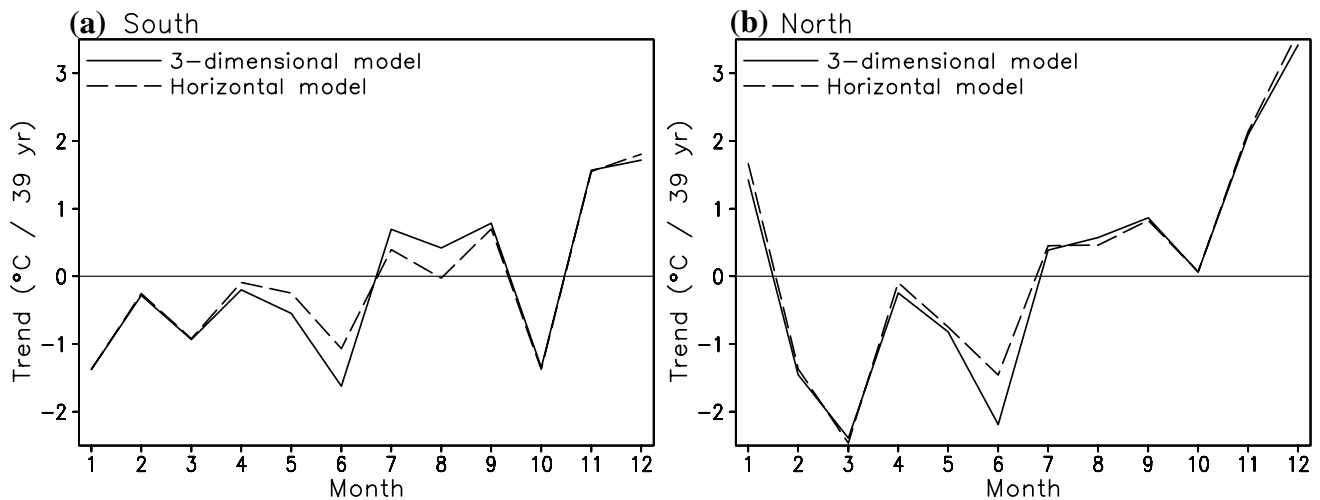 (a) South
3-dimensional model
Horizontal model
Trend (°C / 39 yr)
3
2
1
0
-1
-2
1 2 3 4 5 6 7 8 9 10 11 12
Month
(b) North
3-dimensional model
Horizontal model
Trend (°C / 39 yr)
3
2
1
0
-1
-2
1 2 3 4 5 6 7 8 9 10 11 12
Month